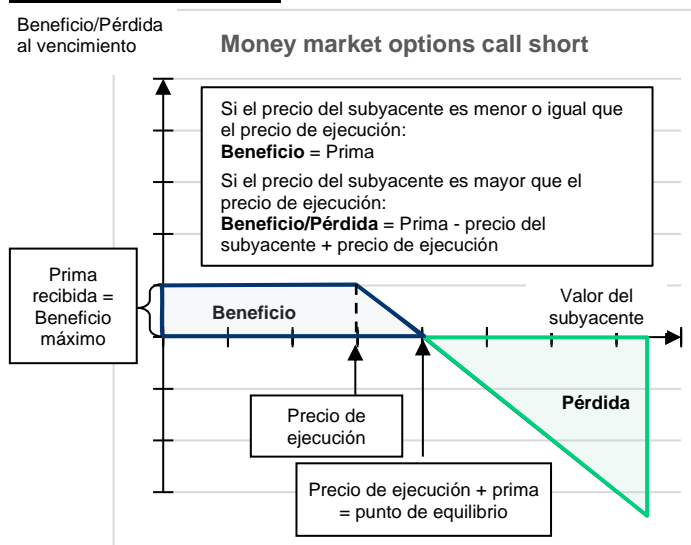 Beneficio/Pérdida
al vencimiento
Money market options call short
Si el precio del subyacente es menor o igual que
el precio de ejecución:
Beneficio = Prima
Si el precio del subyacente es mayor que el
precio de ejecución:
Beneficio/Pérdida = Prima - precio del
subyacente + precio de ejecución
Prima
recibida =
Beneficio
máximo
Beneficio
Valor del
subyacente
Pérdida
Precio de
ejecución
Precio de ejecución + prima
= punto de equilibrio